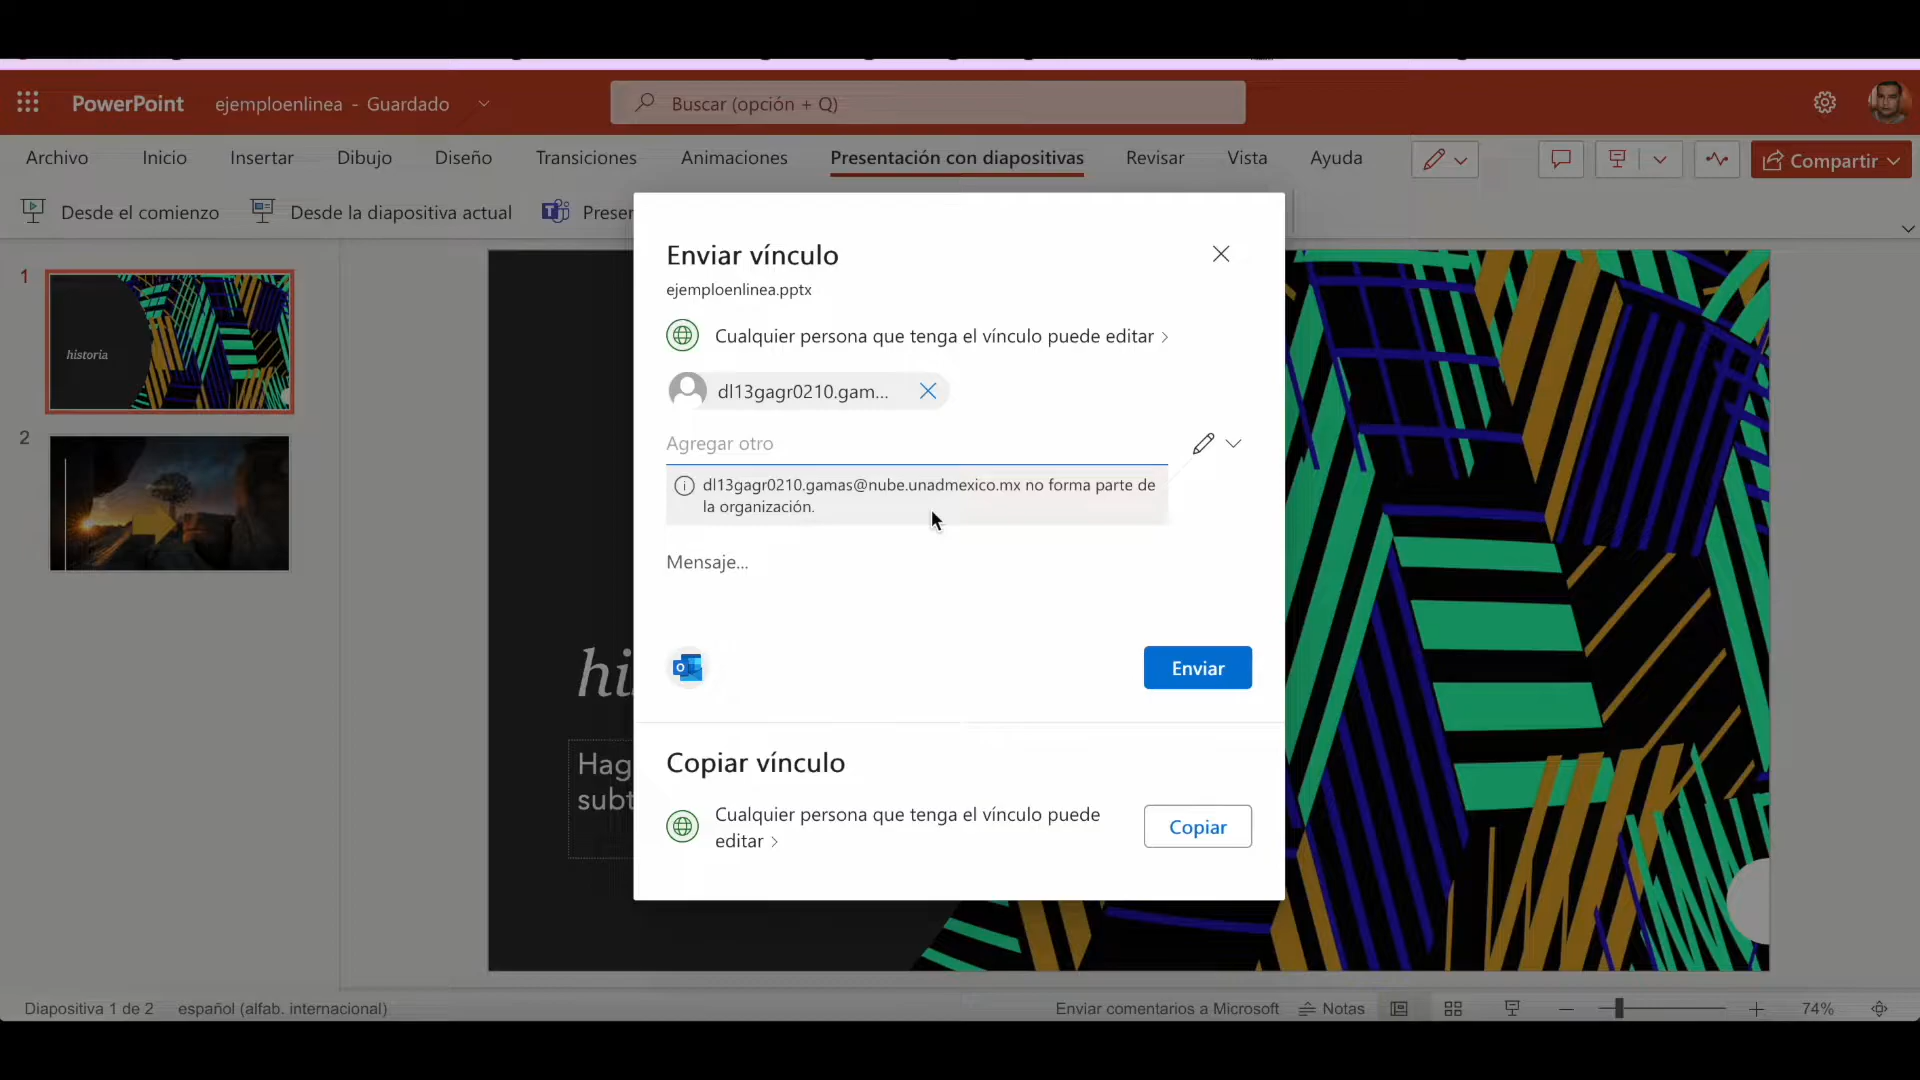 PowerPoint
ejemploenlinea - Guardado
Buscar (opción + Q)
Archivo
Inicio
Insertar
Dibujo
Diseño
Transiciones
Animaciones
Presentación con diapositivas
Revisar
Vista
Ayuda
Compartir
Desde el comienzo
Desde la diapositiva actual
Presen
1
historia
2
Enviar vínculo
ejemploenlinea.pptx
Cualquier persona que tenga el vínculo puede editar >
dl13gagr0210.gam...
Agregar otro
dl13gagr0210.gamas@nube.unadmexico.mx no forma parte de
la organización.
Mensaje...
Enviar
hi
Hag
subt
Copiar vínculo
Cualquier persona que tenga el vínculo puede
editar >
Copiar
Diapositiva 1 de 2
español (alfab. internacional)
Enviar comentarios a Microsoft
Notas
74%